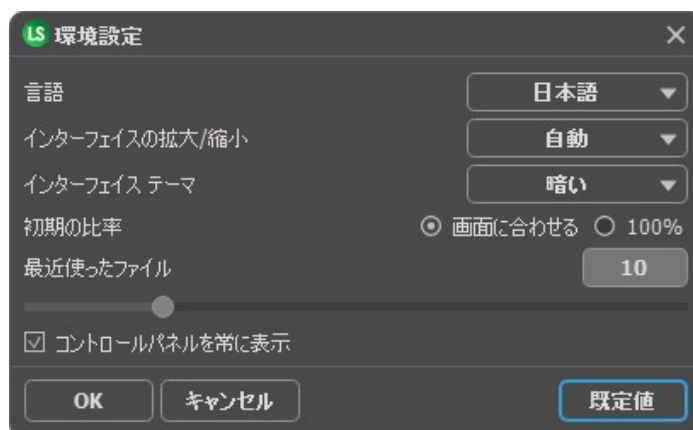 LS 環境設定
言語 日本語
インターフェイスの拡大/縮小 自動
インターフェイス テーマ 暗い
初期の比率 画面に合わせる 100%
最近使ったファイル 10
コントロールパネルを常に表示
OK キャンセル 既定値